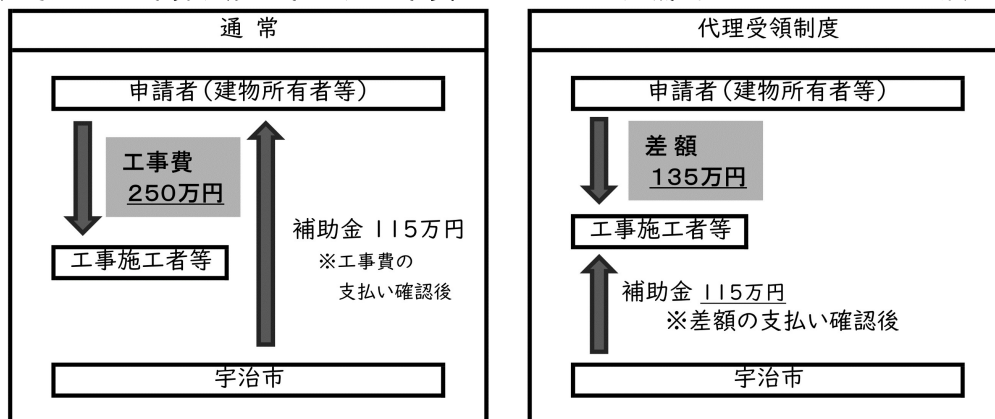 通常
申請者(建物所有者等)
工事費
250万円
工事施工者等
補助金 115万円
※工事費の
支払い確認後
宇治市
代理受領制度
申請者(建物所有者等)
差額
135万円
工事施工者等
補助金 115万円
※差額の支払い確認後
宇治市